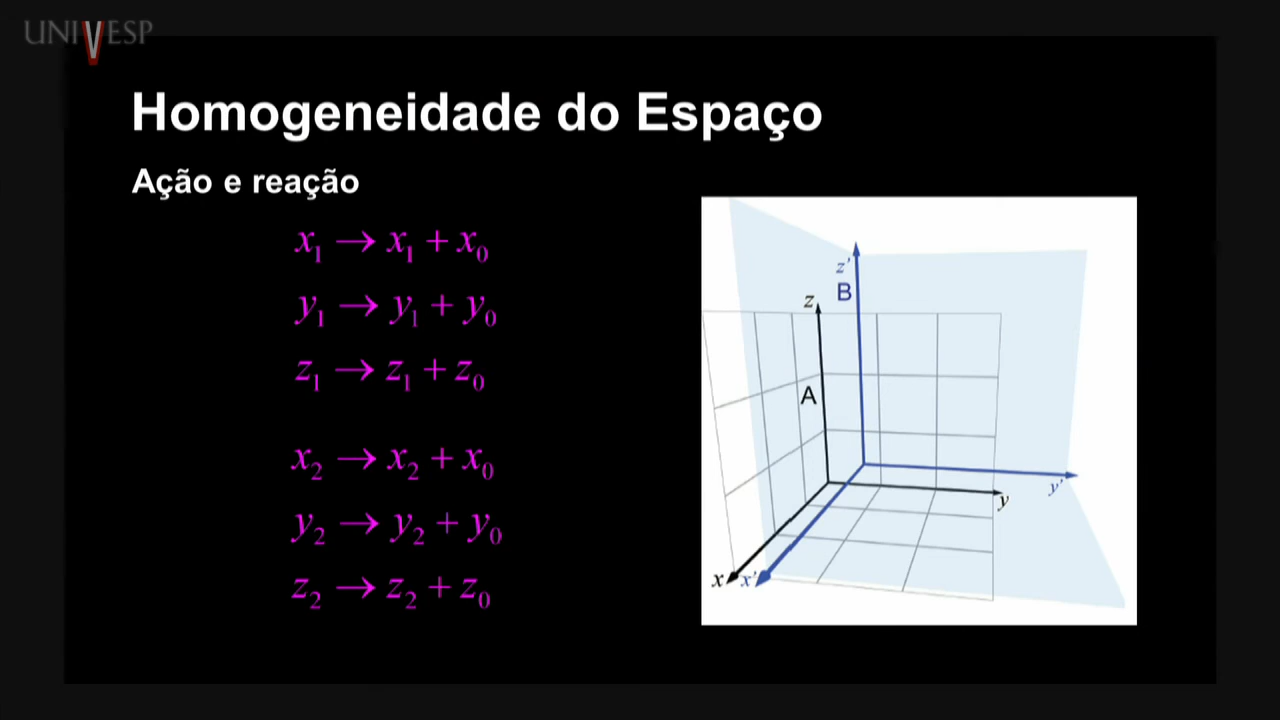 UNIVESP
Homogeneidade do Espaço
Ação e reação
x₁ → x₁ + x₀
y₁ → y₁ + y₀
z₁ → z₁ + z₀
x₂ → x₂ + x₀
y₂ → y₂ + y₀
z₂ → z₂ + z₀
z'
B
z
A
y'
y
x x'